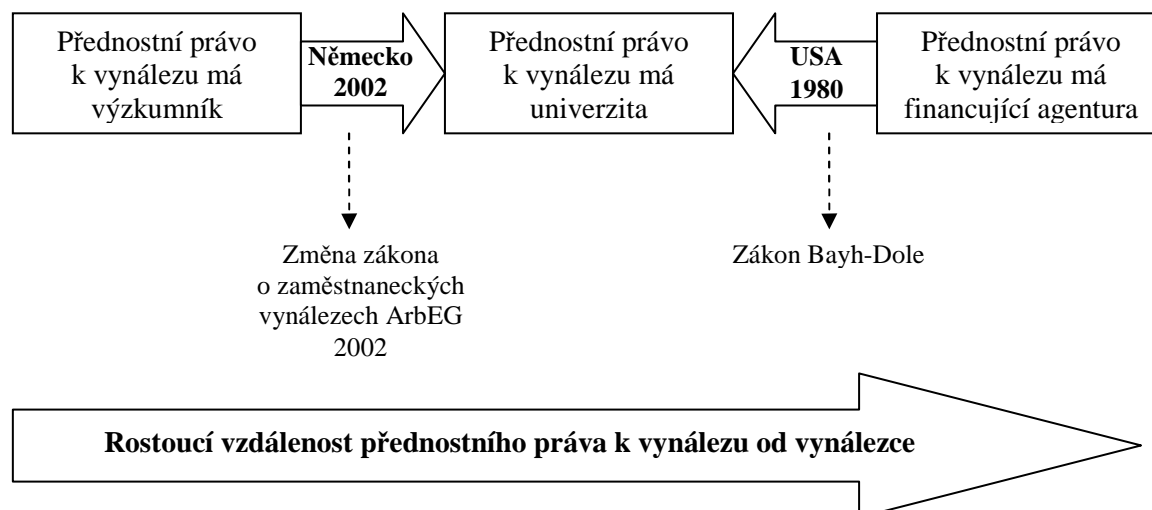 Přednostní právo
k vynálezu má
výzkumník
Německo
2002
Přednostní právo
k vynálezu má
univerzita
USA
1980
Přednostní právo
k vynálezu má
financující agentura
Změna zákona
o zaměstnaneckých
vynálezech ArbEG
2002
Zákon Bayh-Dole
Rostoucí vzdálenost přednostního práva k vynálezu od vynálezce